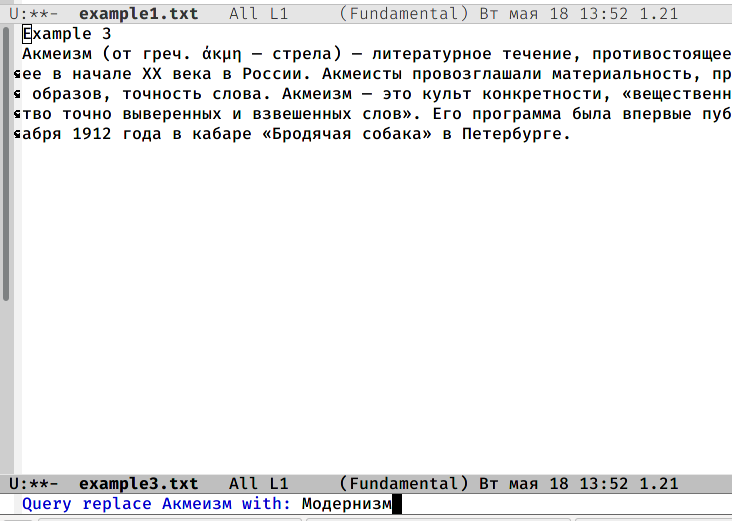 U:**-  example1.txt   All L1     (Fundamental) Вт мая 18 13:52 1.21
Example 3
Акмеизм (от греч. άκμη — стрела) — литературное течение, противостоящее
ее в начале XX века в России. Акмеисты провозглашали материальность, пр
образов, точность слова. Акмеизм — это культ конкретности, «вещественн
тво точно выверенных и взвешенных слов». Его программа была впервые пуб
абря 1912 года в кабаре «Бродячая собака» в Петербурге.
U:**-  example3.txt   All L1     (Fundamental) Вт мая 18 13:52 1.21
Query replace Акмеизм with: Модернизм